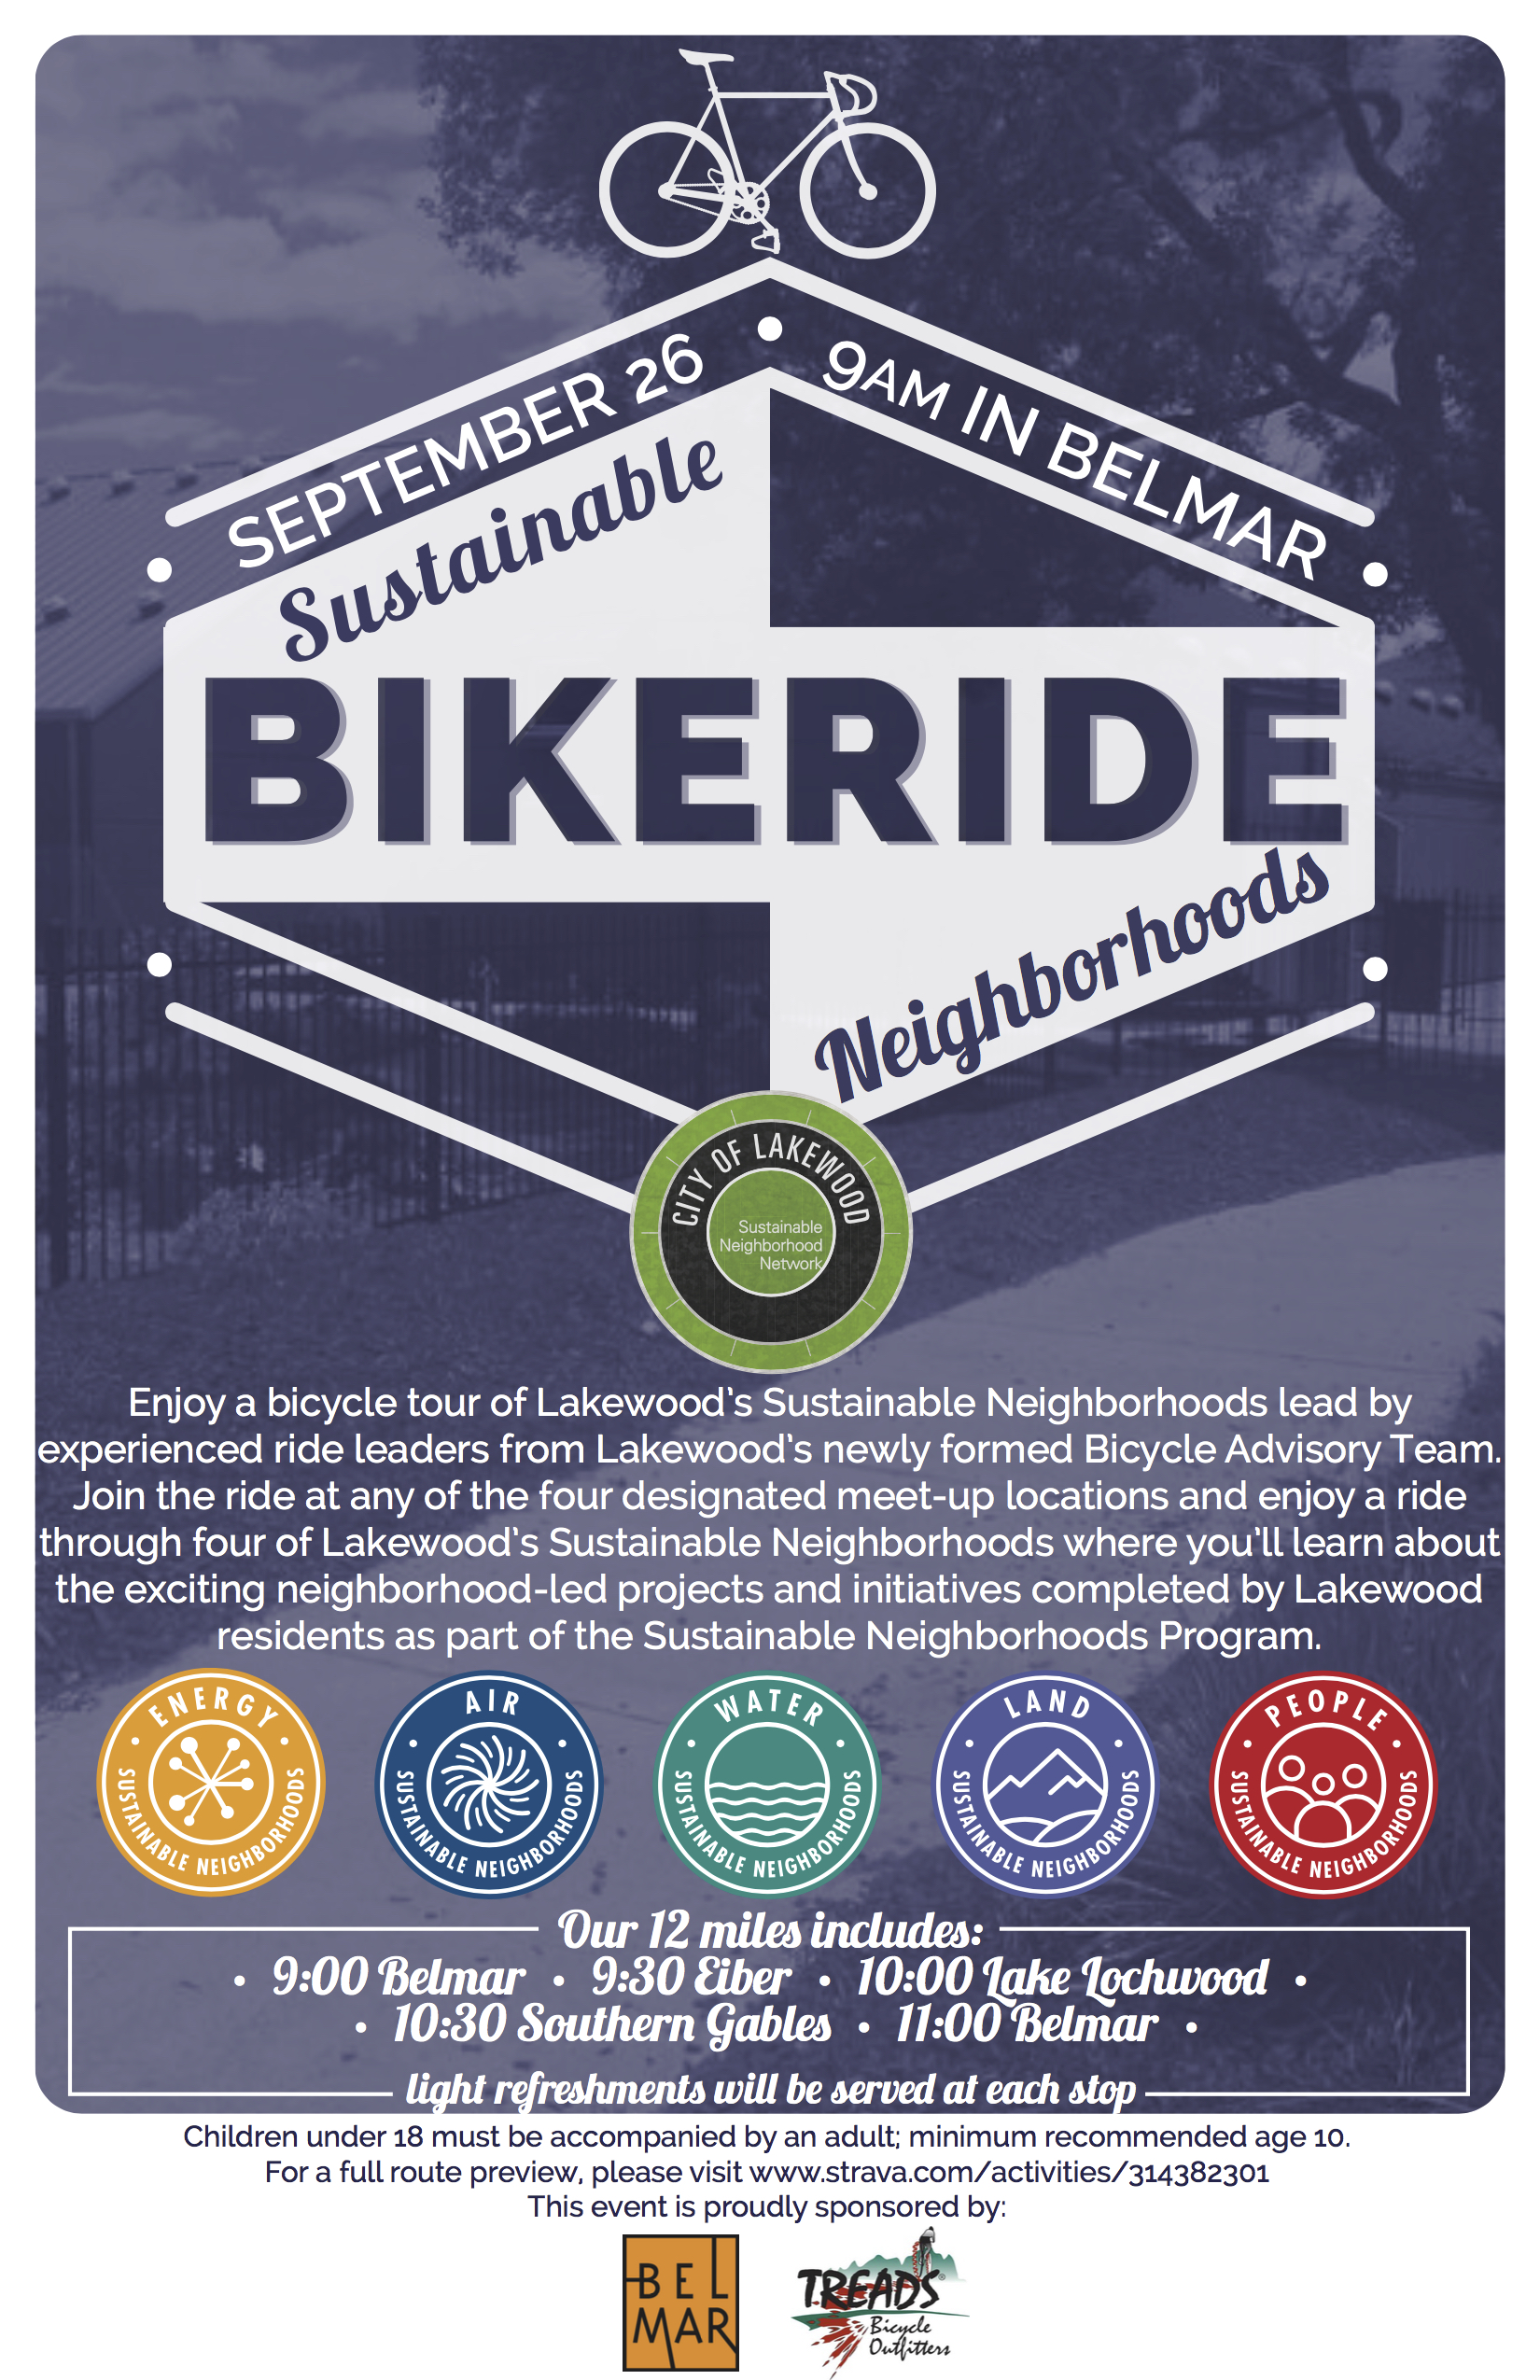 SEPTEMBER 26 • 9AM IN BELMAR
Sustainable
BIKERIDE
Neighborhoods
CITY OF LAKEWOOD
Sustainable
Neighborhood
Network
Enjoy a bicycle tour of Lakewood's Sustainable Neighborhoods lead by
experienced ride leaders from Lakewood's newly formed Bicycle Advisory Team.
Join the ride at any of the four designated meet-up locations and enjoy a ride
through four of Lakewood's Sustainable Neighborhoods where you'll learn about
the exciting neighborhood-led projects and initiatives completed by Lakewood
residents as part of the Sustainable Neighborhoods Program.
ENERGY
SUSTAINABLE NEIGHBORHOODS
AIR
SUSTAINABLE NEIGHBORHOODS
WATER
SUSTAINABLE NEIGHBORHOODS
LAND
SUSTAINABLE NEIGHBORHOODS
PEOPLE
SUSTAINABLE NEIGHBORHOODS
Our 12 miles includes:
• 9:00 Belmar • 9:30 Eiber • 10:00 Lake Lochwood •
• 10:30 Southern Gables • 11:00 Belmar •
light refreshments will be served at each stop
Children under 18 must be accompanied by an adult; minimum recommended age 10.
For a full route preview, please visit www.strava.com/activities/314382301
This event is proudly sponsored by:
BEL
MAR
TREADS®
Bicycle
Outfitters